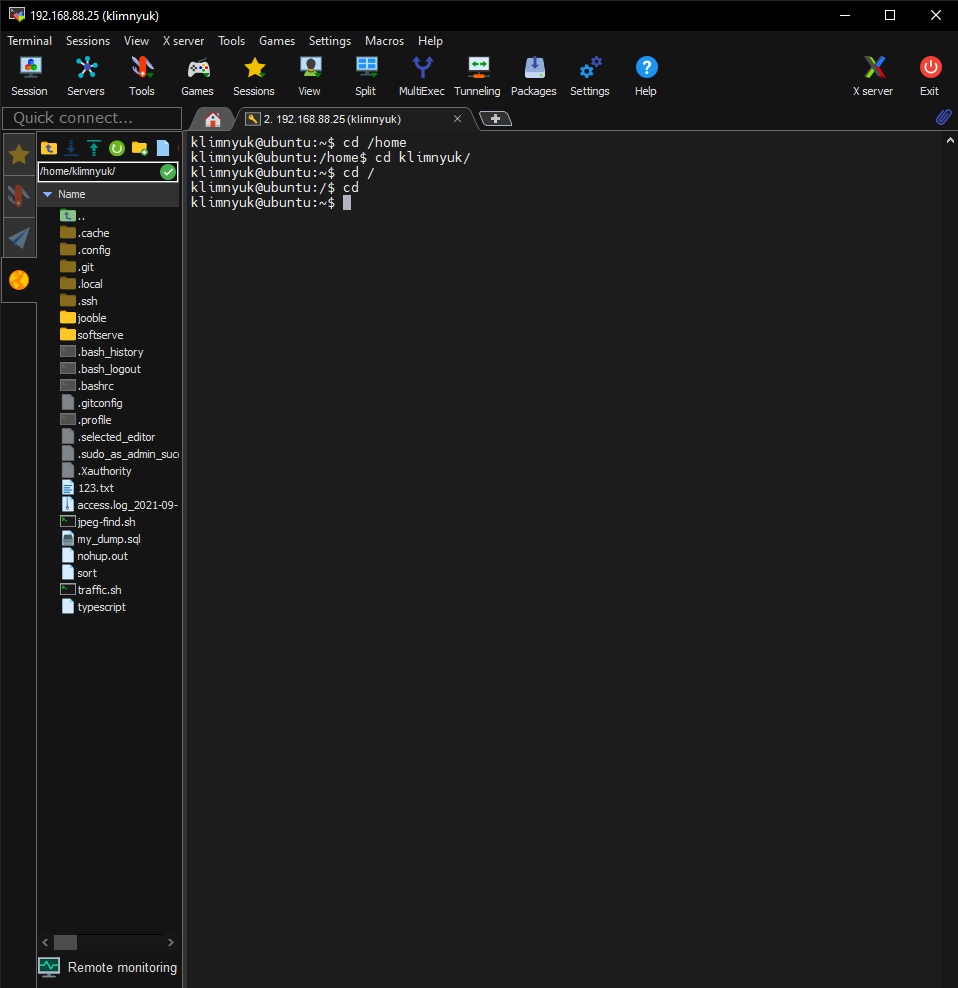 192.168.88.25 (klimnyuk)
Terminal Sessions View X server Tools Games Settings Macros Help
Session Servers Tools Games Sessions View Split MultiExec Tunneling Packages Settings Help X server Exit
Quick connect...
2. 192.168.88.25 (klimnyuk)
/home/klimnyuk/
Name
..
.cache
.config
.git
.local
.ssh
jooble
softserve
.bash_history
.bash_logout
.bashrc
.gitconfig
.profile
.selected_editor
.sudo_as_admin_succ
.Xauthority
123.txt
access.log_2021-09-
jpeg-find.sh
my_dump.sql
nohup.out
sort
traffic.sh
typescript
Remote monitoring
klimnyuk@ubuntu:~$ cd /home
klimnyuk@ubuntu:/home$ cd klimnyuk/
klimnyuk@ubuntu:~$ cd /
klimnyuk@ubuntu:/$ cd
klimnyuk@ubuntu:~$